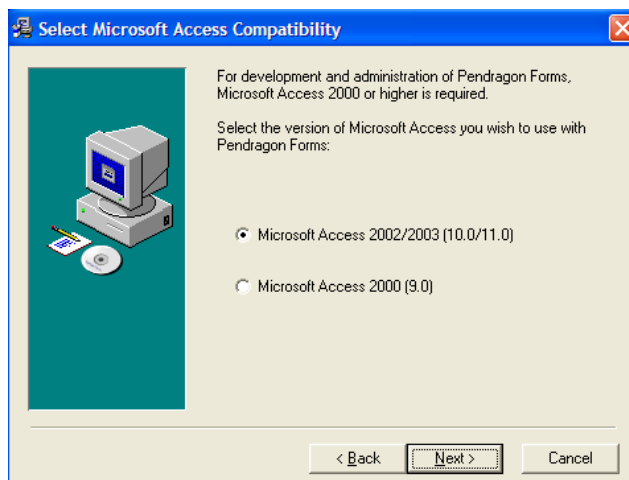 Select Microsoft Access Compatibility
For development and administration of Pendragon Forms,
Microsoft Access 2000 or higher is required.
Select the version of Microsoft Access you wish to use with
Pendragon Forms:
Microsoft Access 2002/2003 (10.0/11.0)
Microsoft Access 2000 (9.0)
< Back
Next >
Cancel